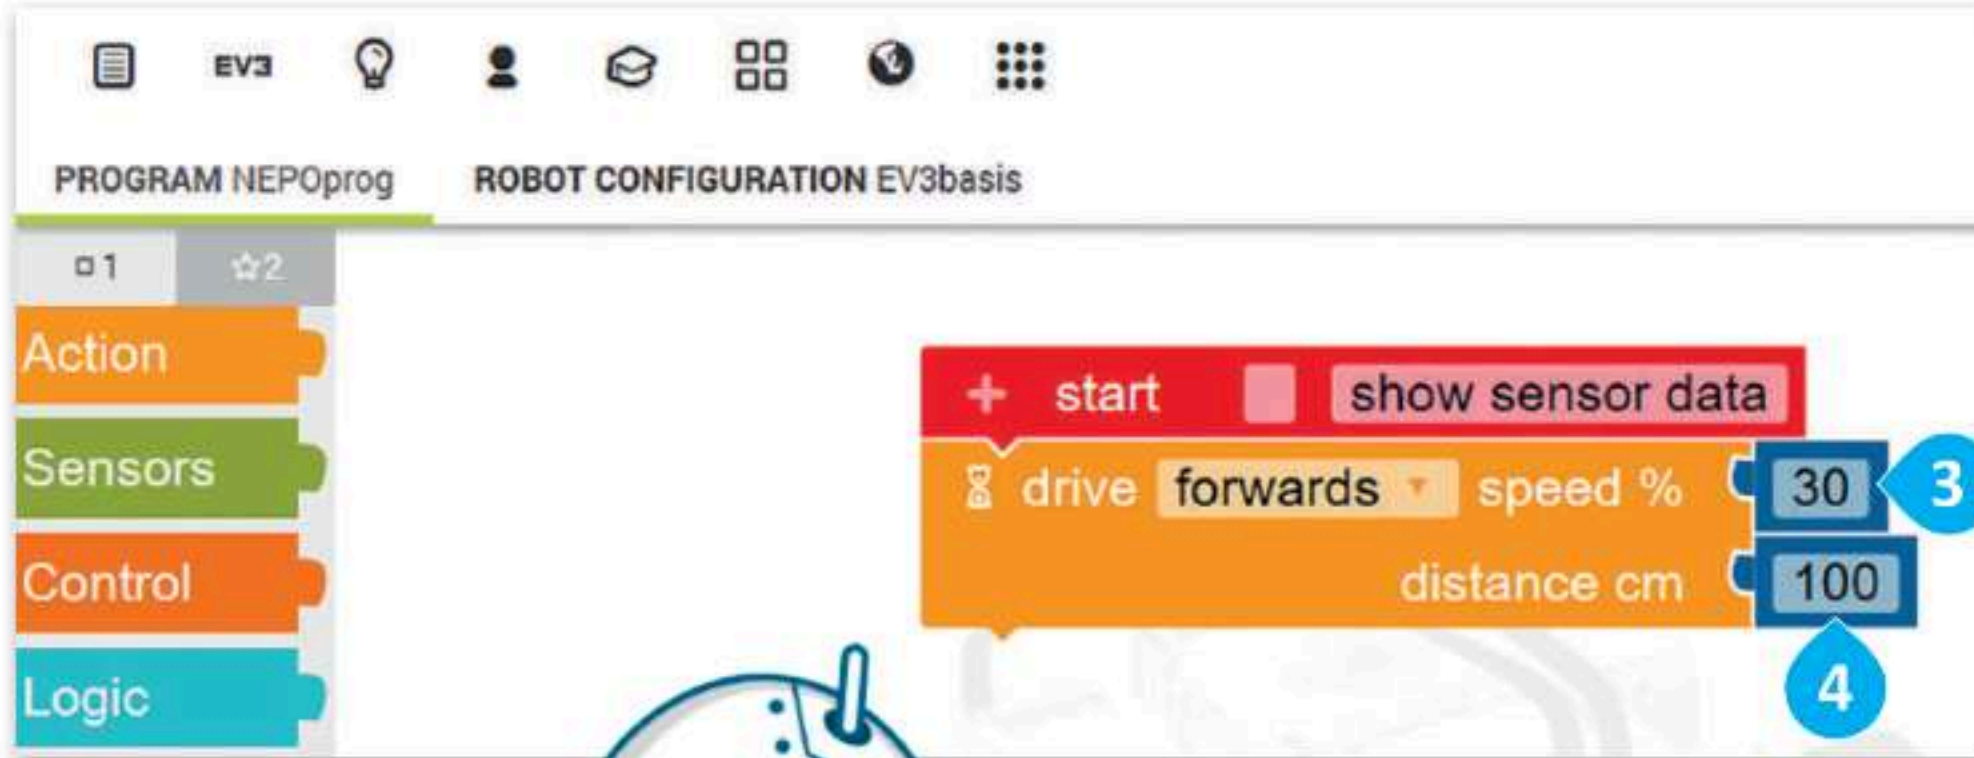 EV3
PROGRAM NEPOprog ROBOT CONFIGURATION EV3basis
1 2
Action
Sensors
Control
Logic
+ start show sensor data
drive forwards speed % 30 3
distance cm 100
4